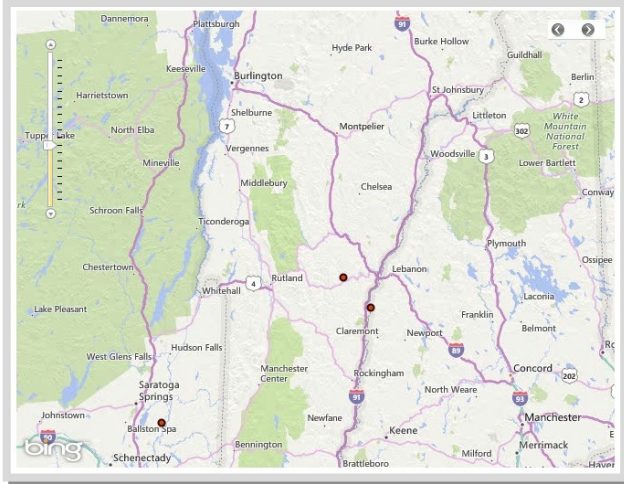 Dannemora
Plattsburgh
91
Burke Hollow
Hyde Park
Guildhall
Keeseville
Burlington
Berlin
St Johnsbury
2
Harrietstown
Shelburne
Littleton
White
Mountain
National
Forest
7
Montpelier
302
Tupper Lake
North Elba
Vergennes
Woodsville
3
Lower Bartlett
Mineville
Middlebury
Chelsea
Conway
rk
Schroon Falls
Ticonderoga
Plymouth
Ossipee
Chestertown
Lebanon
Rutland
4
Whitehall
Laconia
Lake Pleasant
Franklin
Claremont
Newport
Belmont
Hudson Falls
West Glens Falls
89
Ro
Manchester
Center
Rockingham
Concord
202
Saratoga
Springs
North Weare
91
93
Johnstown
Newfane
Manchester
Ballston Spa
Keene
90
Bennington
Milford
Merrimack
E
bing
Schenectady
Brattleboro
Haver